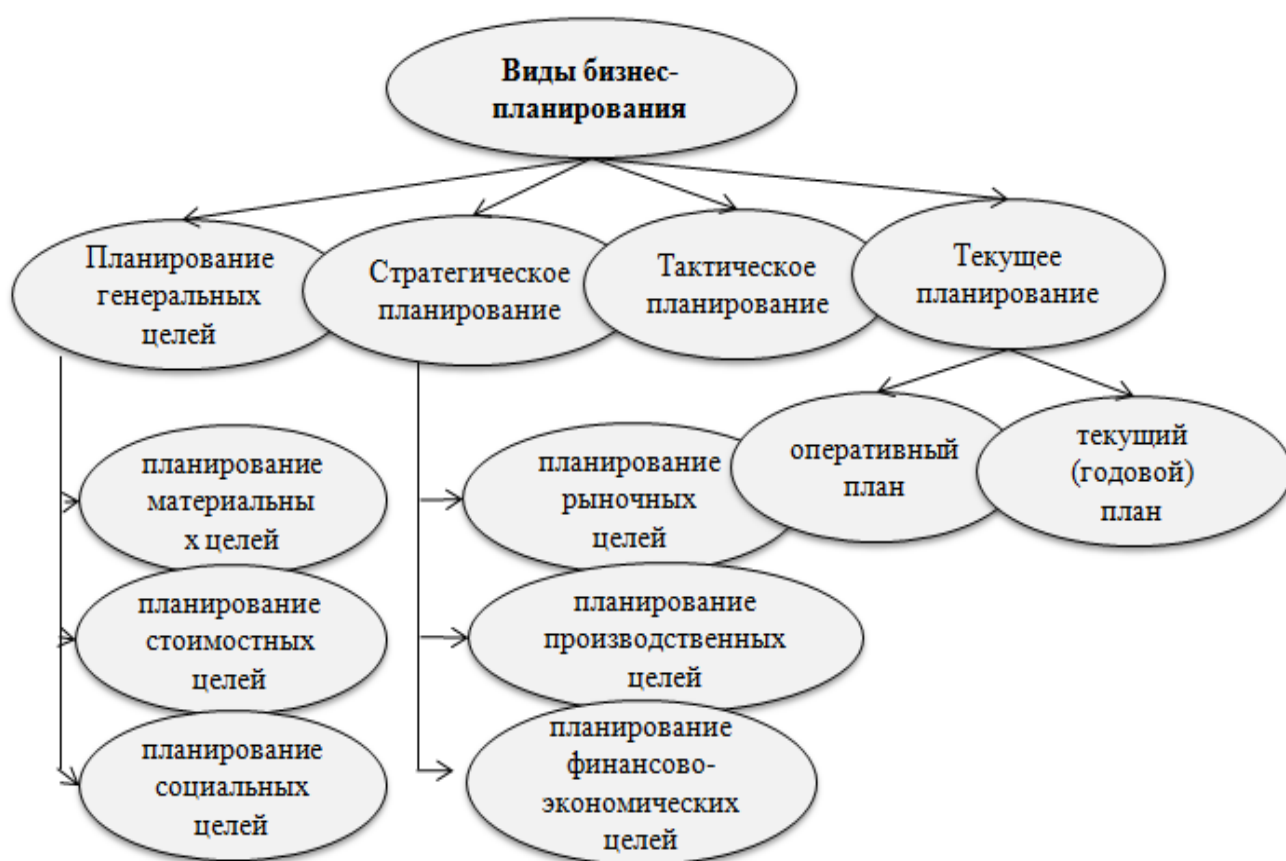 Виды бизнес-
планирования
Планирование
генеральных
целей
Стратегическое
планирование
Тактическое
планирование
Текущее
планирование
планирование
материальны
х целей
планирование
стоимостных
целей
планирование
социальных
целей
планирование
рыночных
целей
планирование
производственных
целей
планирование
финансово-
экономических
целей
оперативный
план
текущий
(годовой)
план